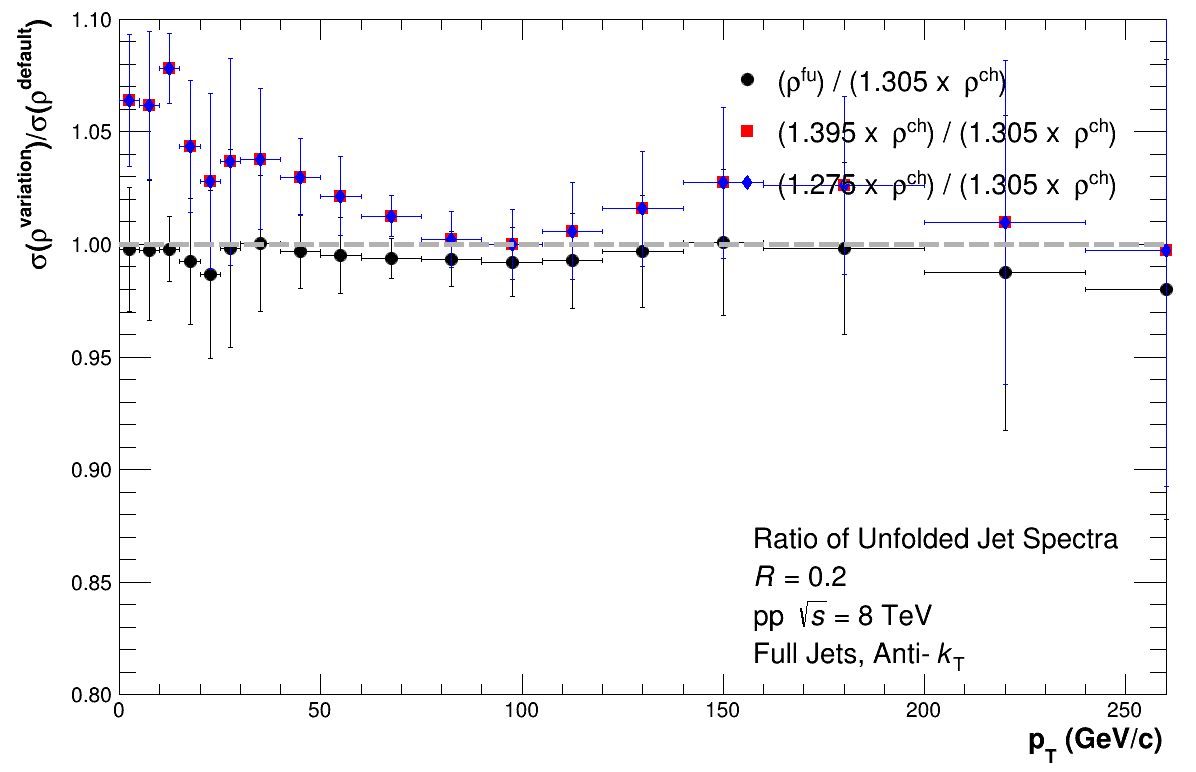 σ(ρ^variation)/σ(ρ^default)
1.10
1.05
1.00
0.95
0.90
0.85
0.80
(ρ^fu) / (1.305 x ρ^ch)
(1.395 x ρ^ch) / (1.305 x ρ^ch)
(1.275 x ρ^ch) / (1.305 x ρ^ch)
Ratio of Unfolded Jet Spectra
R = 0.2
pp √s = 8 TeV
Full Jets, Anti- k_T
0 50 100 150 200 250
p_T (GeV/c)